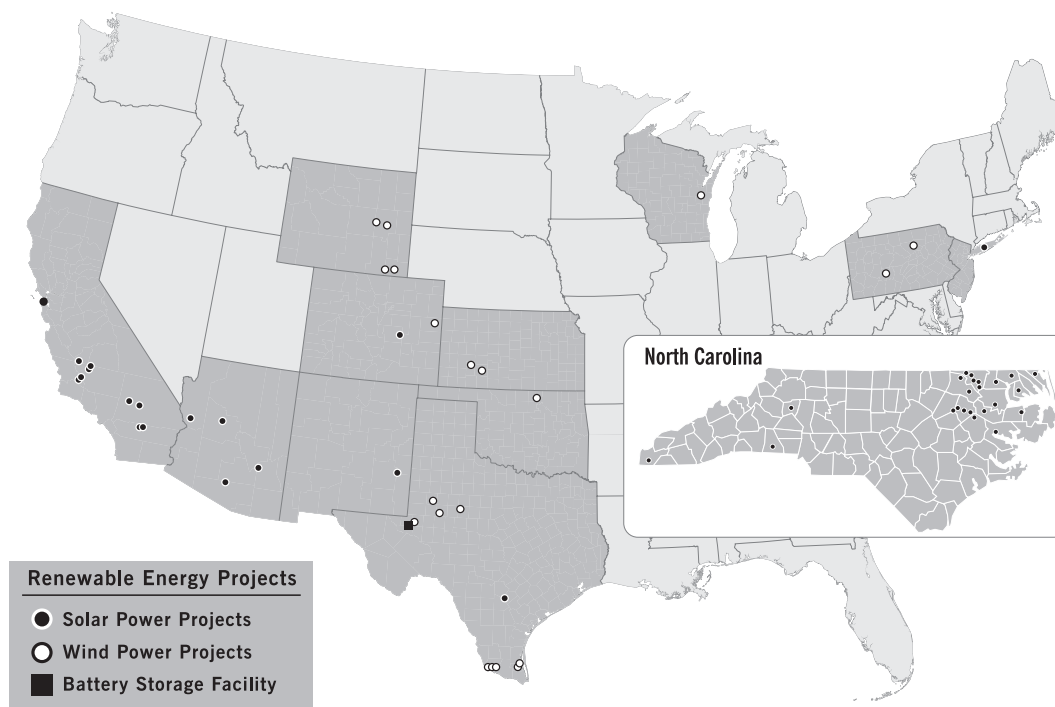 North Carolina
Renewable Energy Projects
Solar Power Projects
Wind Power Projects
Battery Storage Facility